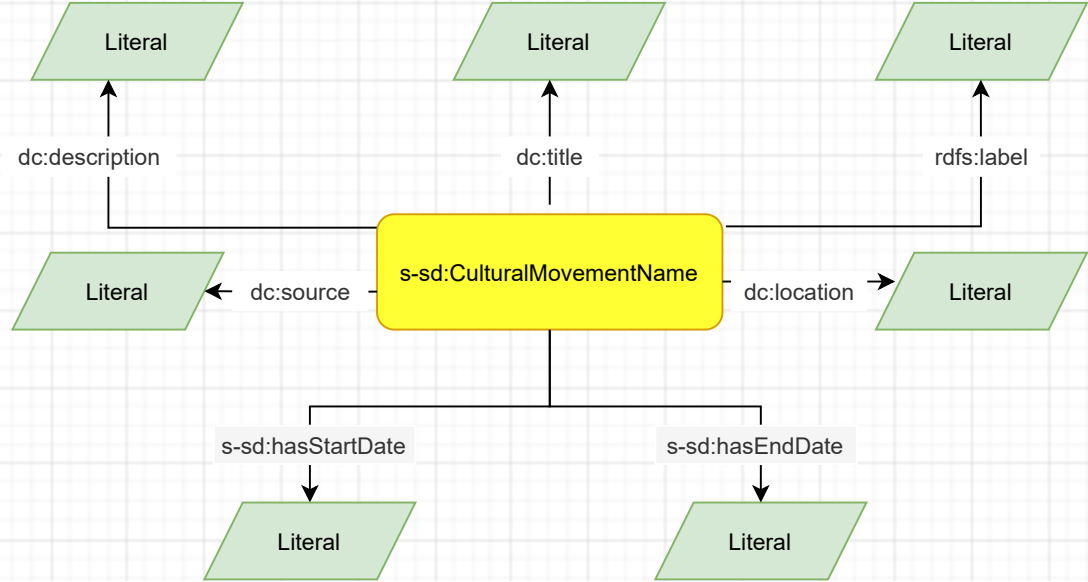 Literal
Literal
Literal
dc:description
dc:title
rdfs:label
s-sd:CulturalMovementName
Literal
dc:source
dc:location
Literal
s-sd:hasStartDate
s-sd:hasEndDate
Literal
Literal